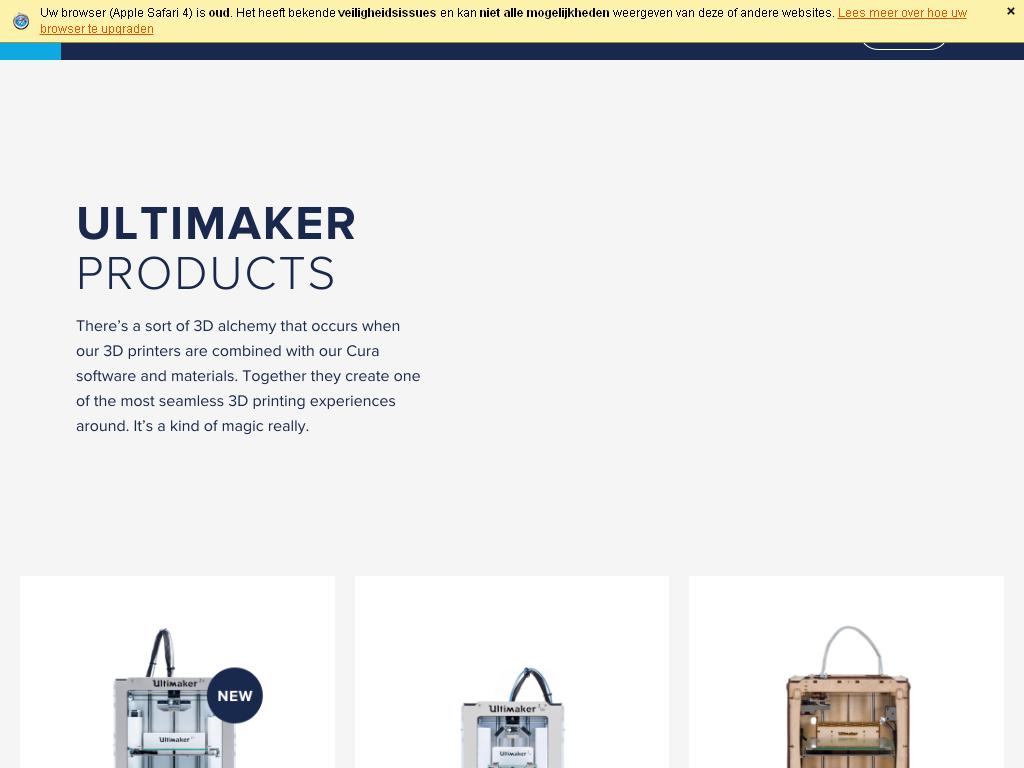 Uw browser (Apple Safari 4) is oud. Het heeft bekende veiligheidsissues en kan niet alle mogelijkheden weergeven van deze of andere websites. Lees meer over hoe uw
browser te upgraden
×
ULTIMAKER
PRODUCTS
There's a sort of 3D alchemy that occurs when
our 3D printers are combined with our Cura
software and materials. Together they create one
of the most seamless 3D printing experiences
around. It's a kind of magic really.
Ultimaker
NEW
Ultimaker
Ultimaker
Ultimaker
Ultimaker